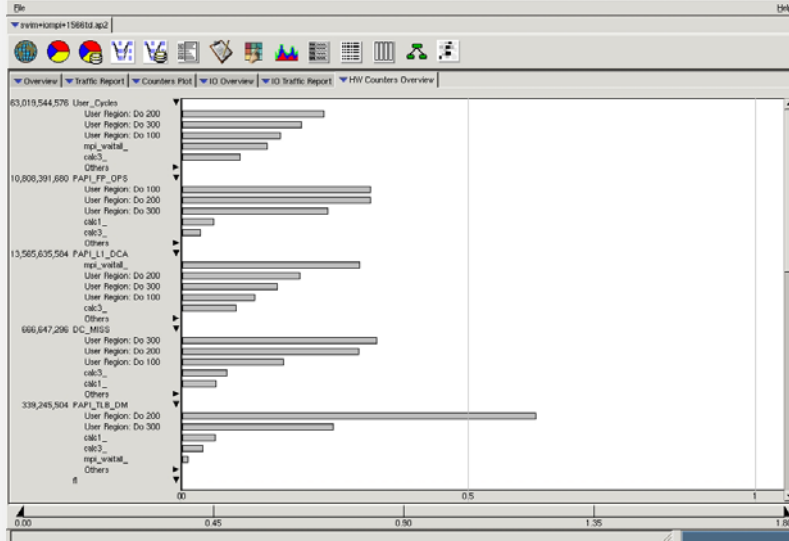 File Help
swim+iompi+1566td.ap2
Overview Traffic Report Counters Plot IO Overview IO Traffic Report HW Counters Overview
63,019,544,576 User_Cycles
User Region: Do 200
User Region: Do 300
User Region: Do 100
mpi_waitall_
calc3_
Others
10,808,391,680 PAPI_FP_OPS
User Region: Do 100
User Region: Do 200
User Region: Do 300
calc1_
calc3_
Others
13,565,635,584 PAPI_L1_DCA
mpi_waitall_
User Region: Do 200
User Region: Do 300
User Region: Do 100
calc3_
Others
666,647,296 DC_MISS
User Region: Do 300
User Region: Do 200
User Region: Do 100
calc3_
calc1_
Others
339,245,504 PAPI_TLB_DM
User Region: Do 200
User Region: Do 300
calc1_
calc3_
mpi_waitall_
Others
fl
00 0.5 1
0.00 0.45 0.90 1.35 1.80